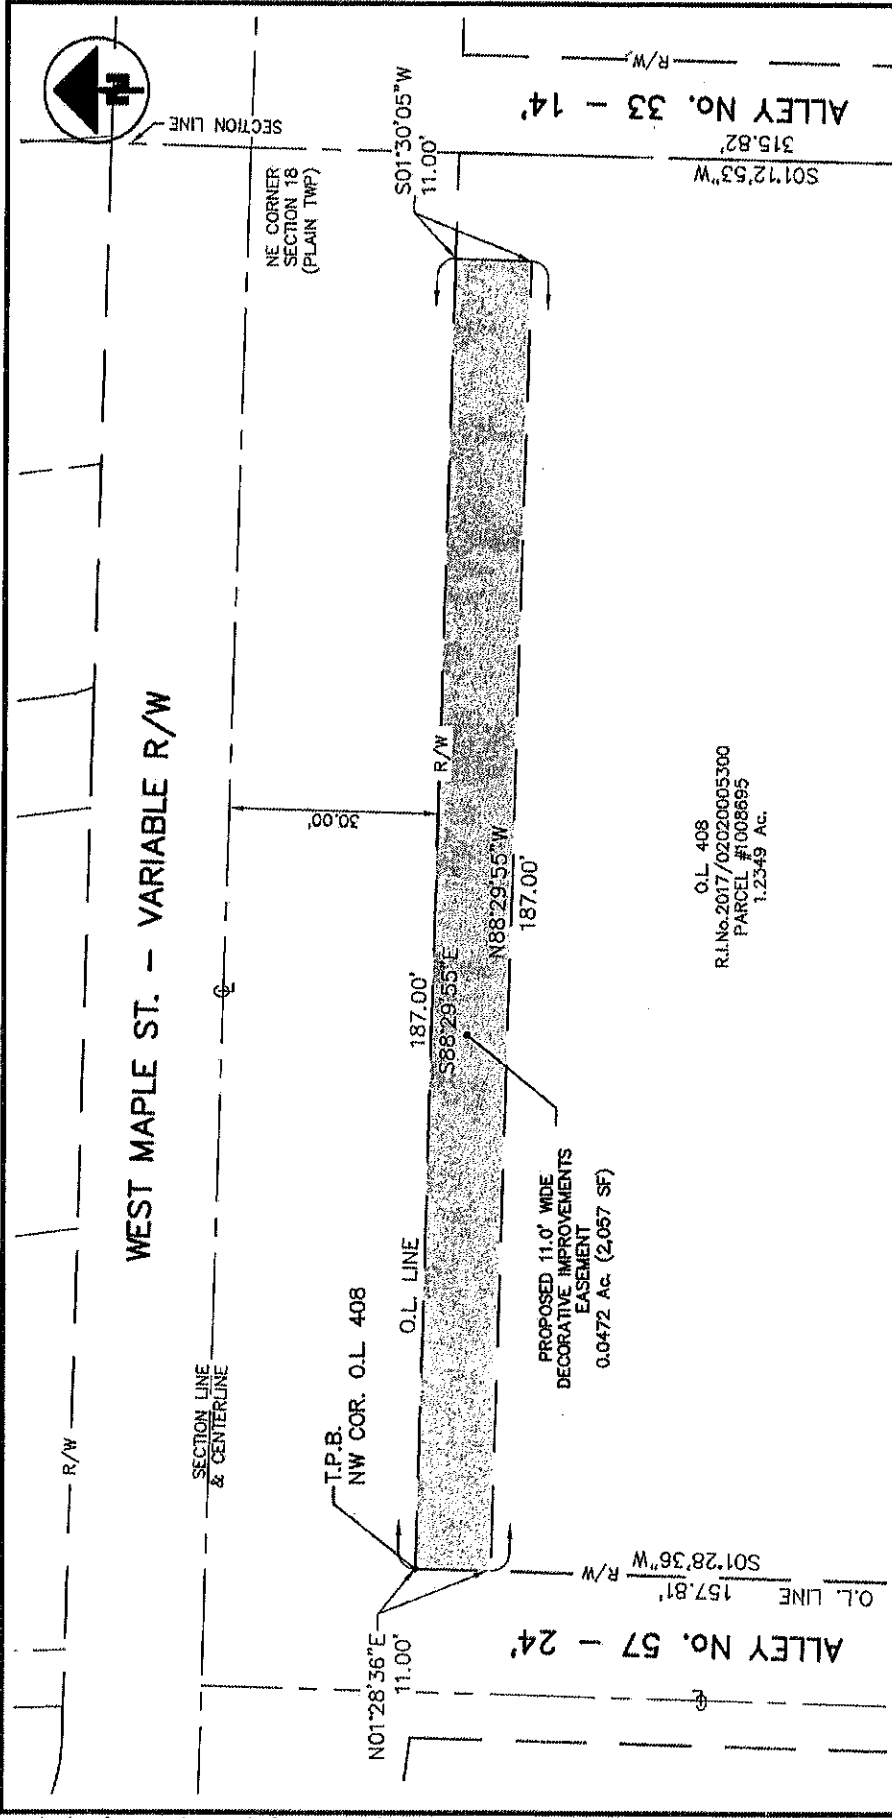 N
SECTION LINE
NE CORNER
SECTION 18
(PLAIN TWP)
S01°30'05"W
11.00'
R/W
ALLEY No. 33 - 14'
315.82'
S01°12'53"W
WEST MAPLE ST. - VARIABLE R/W
R/W
SECTION LINE
& CENTERLINE
30.00'
R/W
187.00'
S88°29'55"E
N88°29'55"W
187.00'
O.L. LINE
T.P.B.
NW COR. O.L. 408
PROPOSED 11.0' WIDE
DECORATIVE IMPROVEMENTS
EASEMENT
0.0472 Ac. (2,057 SF)
O.L. 408
R.I.No.2017/02020005300
PARCEL #1008695
1.2349 Ac.
N01°28'36"E
11.00'
R/W
S01°28'36"W
O.L. LINE 157.81'
ALLEY No. 57 - 24'